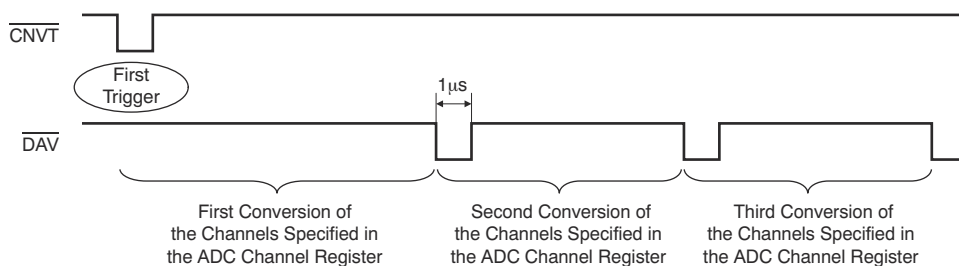 CNVT
First
Trigger
1μs
DAV
First Conversion of
the Channels Specified in
the ADC Channel Register
Second Conversion of
the Channels Specified in
the ADC Channel Register
Third Conversion of
the Channels Specified in
the ADC Channel Register